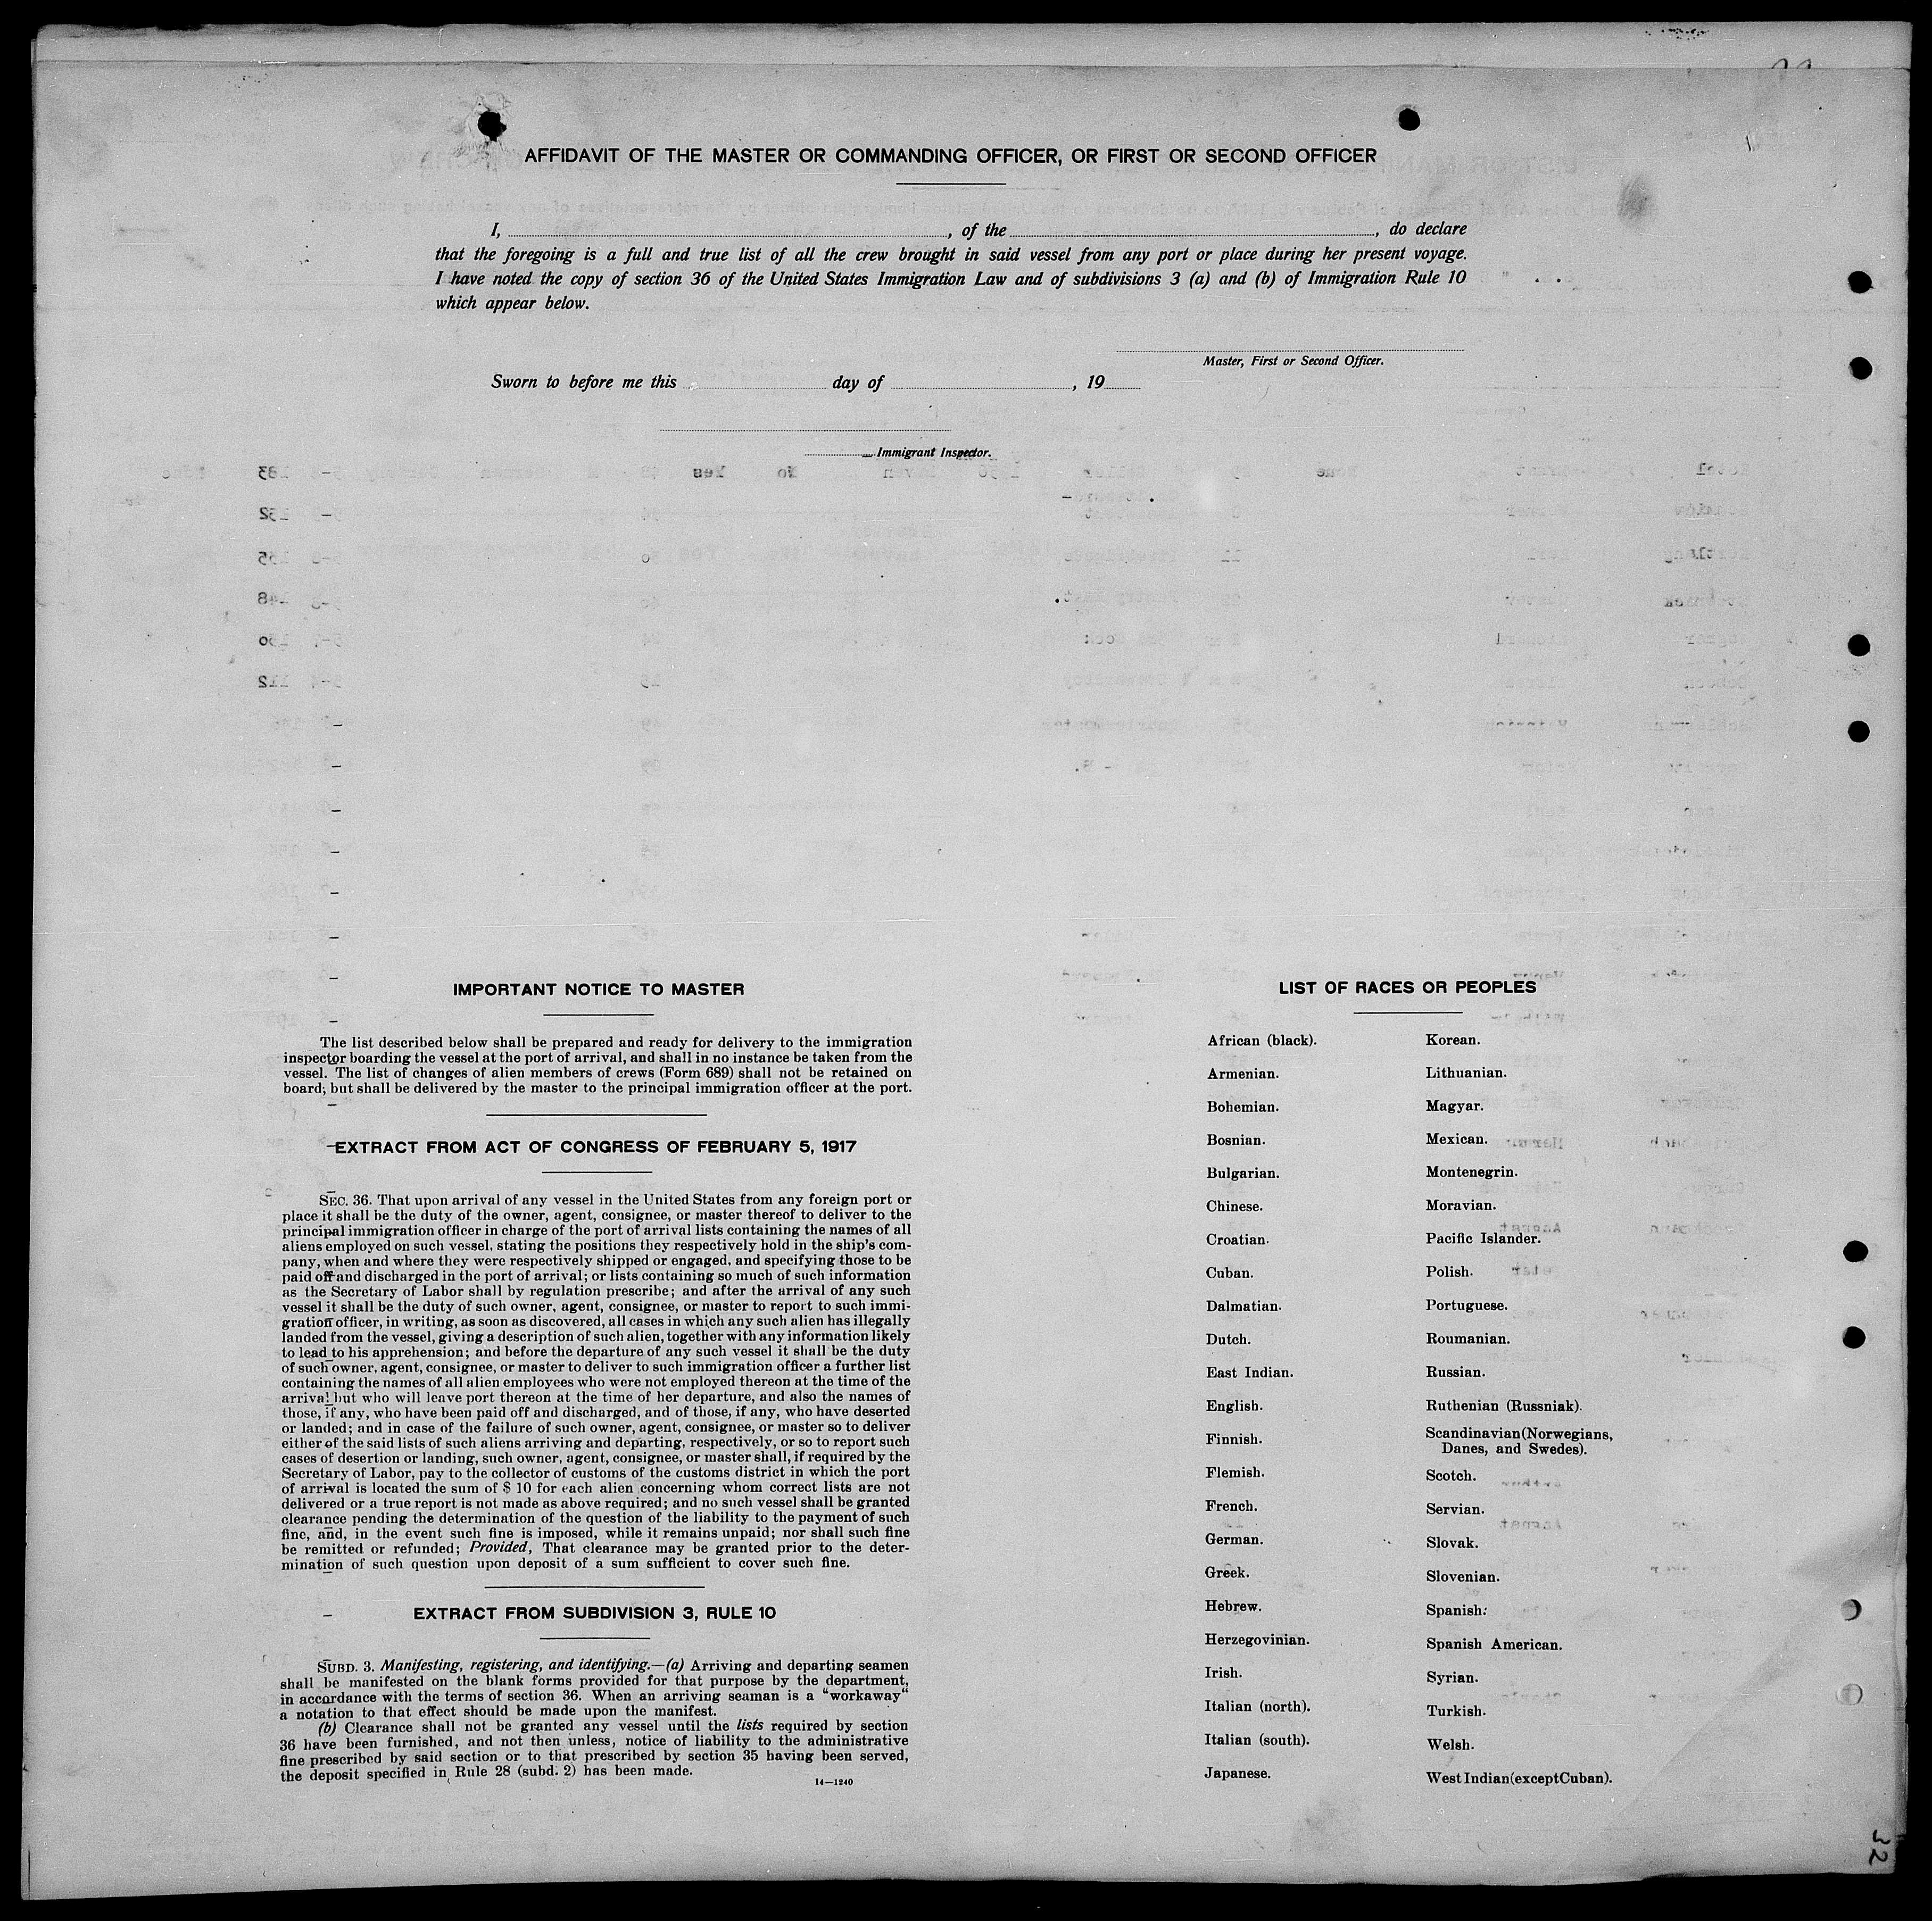 AFFIDAVIT OF THE MASTER OR COMMANDING OFFICER, OR FIRST OR SECOND OFFICER
I, , of the , do declare
that the foregoing is a full and true list of all the crew brought in said vessel from any port or place during her present voyage.
I have noted the copy of section 36 of the United States Immigration Law and of subdivisions 3 (a) and (b) of Immigration Rule 10
which appear below.
Master, First or Second Officer.
Sworn to before me this day of , 19
Immigrant Inspector.
IMPORTANT NOTICE TO MASTER
The list described below shall be prepared and ready for delivery to the immigration
inspector boarding the vessel at the port of arrival, and shall in no instance be taken from the
vessel. The list of changes of alien members of crews (Form 689) shall not be retained on
board; but shall be delivered by the master to the principal immigration officer at the port.
EXTRACT FROM ACT OF CONGRESS OF FEBRUARY 5, 1917
SEC. 36. That upon arrival of any vessel in the United States from any foreign port or
place it shall be the duty of the owner, agent, consignee, or master thereof to deliver to the
principal immigration officer in charge of the port of arrival lists containing the names of all
aliens employed on such vessel, stating the positions they respectively hold in the ship's com-
pany, when and where they were respectively shipped or engaged, and specifying those to be
paid off and discharged in the port of arrival; or lists containing so much of such information
as the Secretary of Labor shall by regulation prescribe; and after the arrival of any such
vessel it shall be the duty of such owner, agent, consignee, or master to report to such immi-
gration officer, in writing, as soon as discovered, all cases in which any such alien has illegally
landed from the vessel, giving a description of such alien, together with any information likely
to lead to his apprehension; and before the departure of any such vessel it shall be the duty
of such owner, agent, consignee, or master to deliver to such immigration officer a further list
containing the names of all alien employees who were not employed thereon at the time of the
arrival but who will leave port thereon at the time of her departure, and also the names of
those, if any, who have been paid off and discharged, and of those, if any, who have deserted
or landed; and in case of the failure of such owner, agent, consignee, or master so to deliver
either of the said lists of such aliens arriving and departing, respectively, or so to report such
cases of desertion or landing, such owner, agent, consignee, or master shall, if required by the
Secretary of Labor, pay to the collector of customs of the customs district in which the port
of arrival is located the sum of $ 10 for each alien concerning whom correct lists are not
delivered or a true report is not made as above required; and no such vessel shall be granted
clearance pending the determination of the question of the liability to the payment of such
fine, and, in the event such fine is imposed, while it remains unpaid; nor shall such fine
be remitted or refunded; Provided, That clearance may be granted prior to the deter-
mination of such question upon deposit of a sum sufficient to cover such fine.
EXTRACT FROM SUBDIVISION 3, RULE 10
SUBD. 3. Manifesting, registering, and identifying.—(a) Arriving and departing seamen
shall be manifested on the blank forms provided for that purpose by the department,
in accordance with the terms of section 36. When an arriving seaman is a "workaway"
a notation to that effect should be made upon the manifest.
(b) Clearance shall not be granted any vessel until the lists required by section
36 have been furnished, and not then unless, notice of liability to the administrative
fine prescribed by said section or to that prescribed by section 35 having been served,
the deposit specified in Rule 28 (subd. 2) has been made.
14—1240
LIST OF RACES OR PEOPLES
African (black).
Armenian.
Bohemian.
Bosnian.
Bulgarian.
Chinese.
Croatian.
Cuban.
Dalmatian.
Dutch.
East Indian.
English.
Finnish.
Flemish.
French.
German.
Greek.
Hebrew.
Herzegovinian.
Irish.
Italian (north).
Italian (south).
Japanese.
Korean.
Lithuanian.
Magyar.
Mexican.
Montenegrin.
Moravian.
Pacific Islander.
Polish.
Portuguese.
Roumanian.
Russian.
Ruthenian (Russniak).
Scandinavian (Norwegians,
Danes, and Swedes).
Scotch.
Servian.
Slovak.
Slovenian.
Spanish.
Spanish American.
Syrian.
Turkish.
Welsh.
West Indian (except Cuban).
32